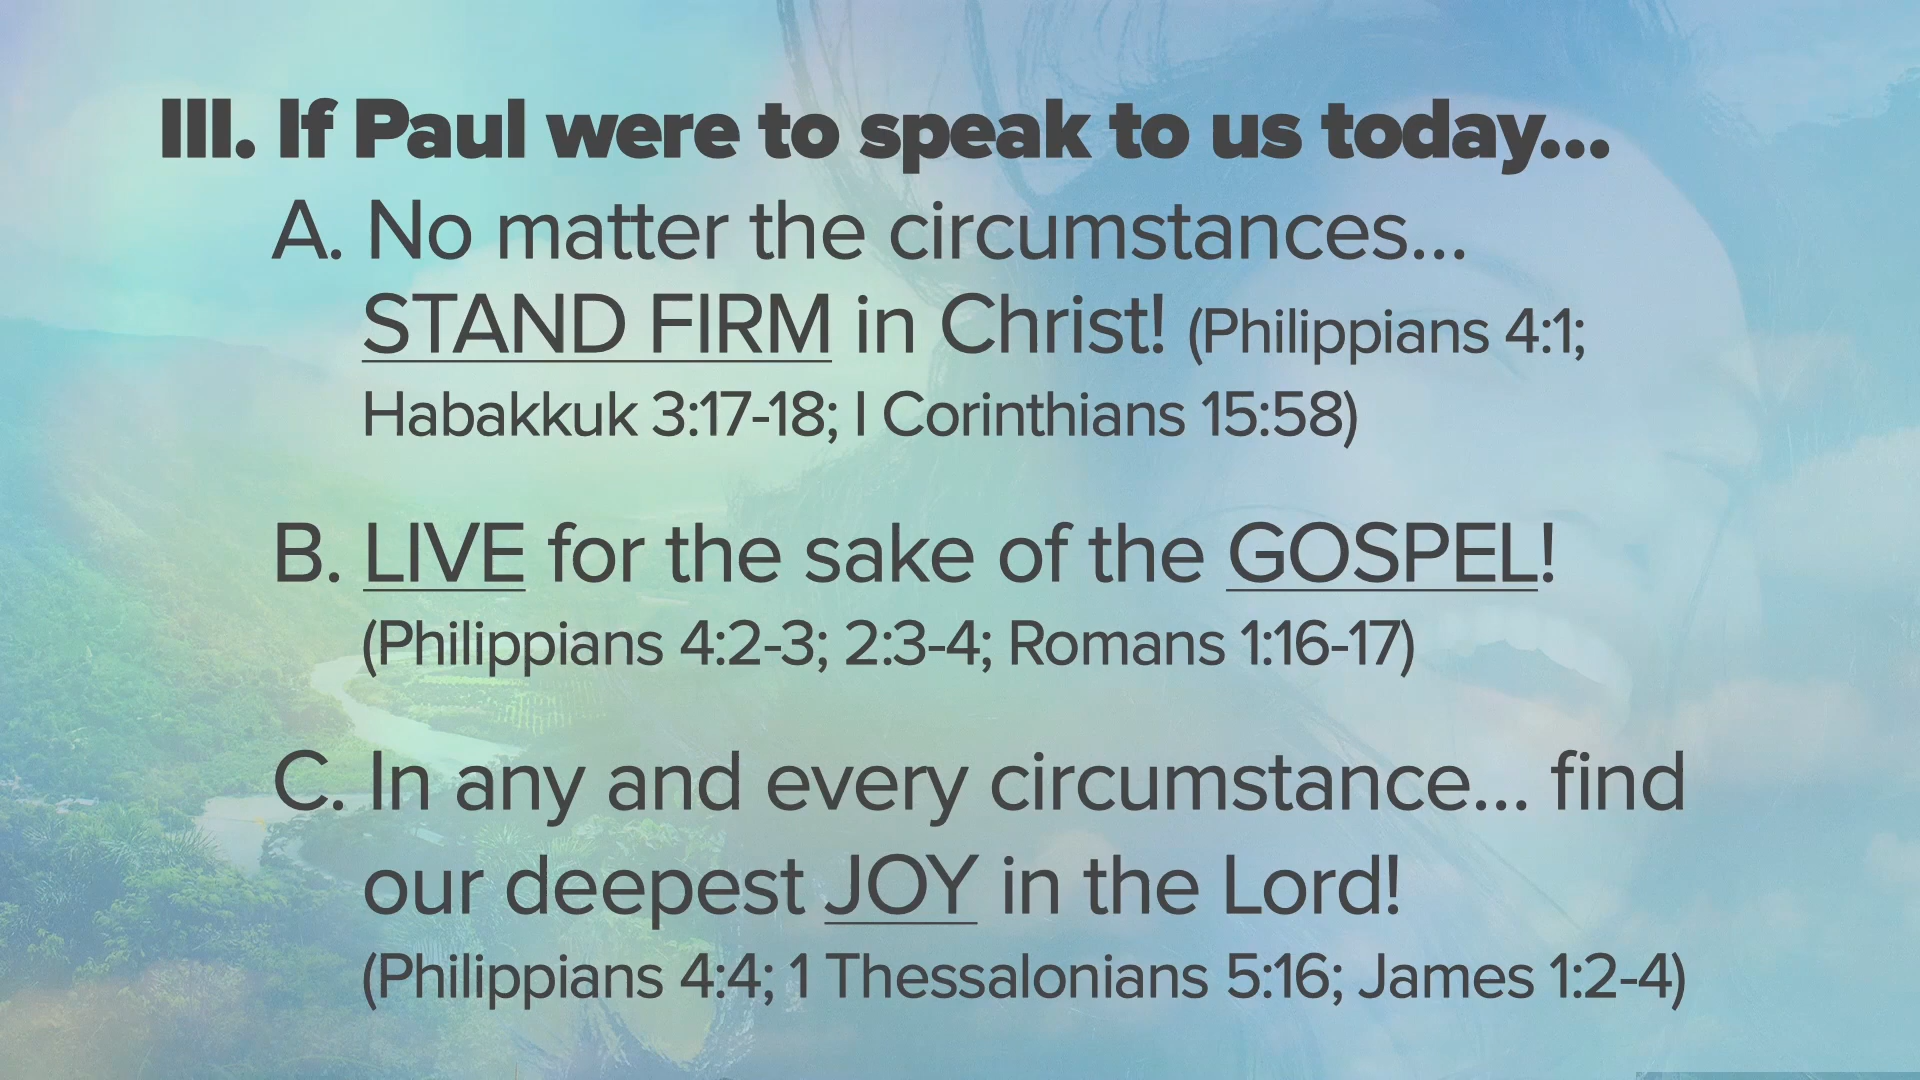 III. If Paul were to speak to us today...
A. No matter the circumstances...
STAND FIRM in Christ! (Philippians 4:1;
Habakkuk 3:17-18; I Corinthians 15:58)
B. LIVE for the sake of the GOSPEL!
(Philippians 4:2-3; 2:3-4; Romans 1:16-17)
C. In any and every circumstance... find
our deepest JOY in the Lord!
(Philippians 4:4; 1 Thessalonians 5:16; James 1:2-4)